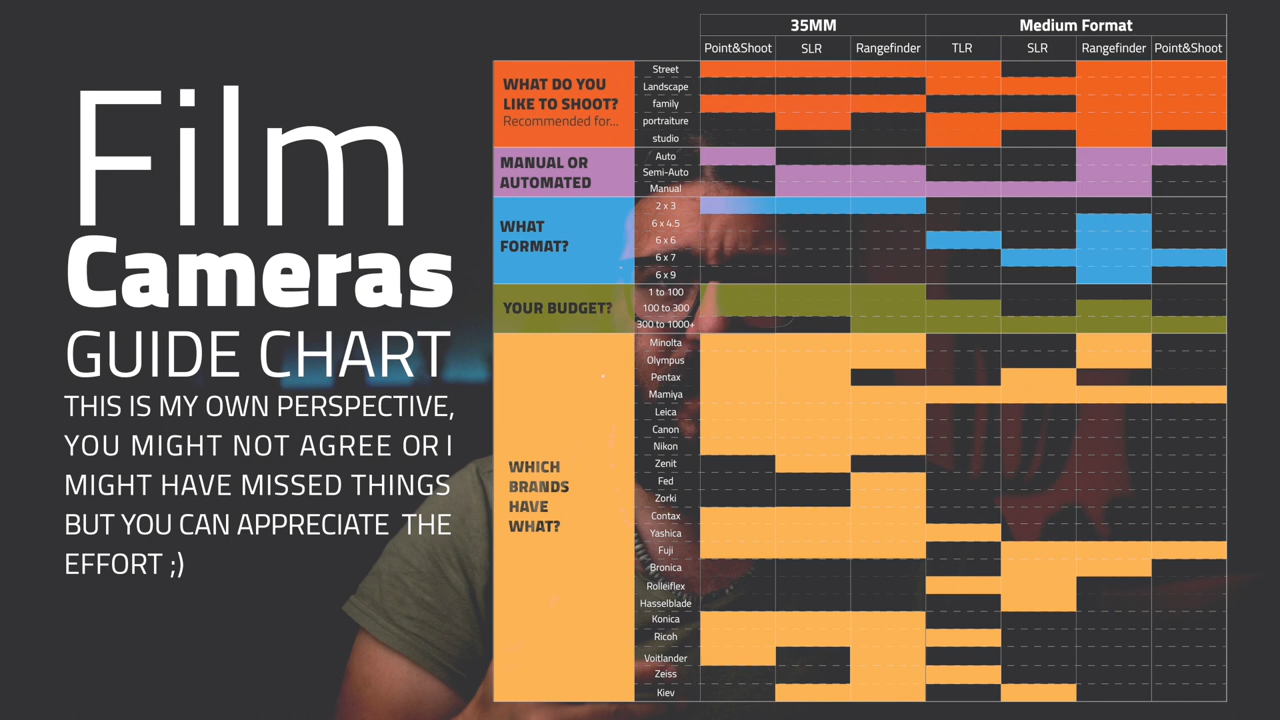 Film
Cameras
GUIDE CHART
THIS IS MY OWN PERSPECTIVE,
YOU MIGHT NOT AGREE OR I
MIGHT HAVE MISSED THINGS
BUT YOU CAN APPRECIATE THE
EFFORT ;)
35MM Medium Format
Point&Shoot SLR Rangefinder TLR SLR Rangefinder Point&Shoot
WHAT DO YOU
LIKE TO SHOOT?
Recommended for...
Street
Landscape
family
portraiture
studio
MANUAL OR
AUTOMATED
Auto
Semi-Auto
Manual
WHAT
FORMAT?
2 x 3
6 x 4.5
6 x 6
6 x 7
6 x 9
YOUR BUDGET?
1 to 100
100 to 300
300 to 1000+
WHICH
BRANDS
HAVE
WHAT?
Minolta
Olympus
Pentax
Mamiya
Leica
Canon
Nikon
Zenit
Fed
Zorki
Contax
Yashica
Fuji
Bronica
Rolleiflex
Hasselblade
Konica
Ricoh
Voitlander
Zeiss
Kiev